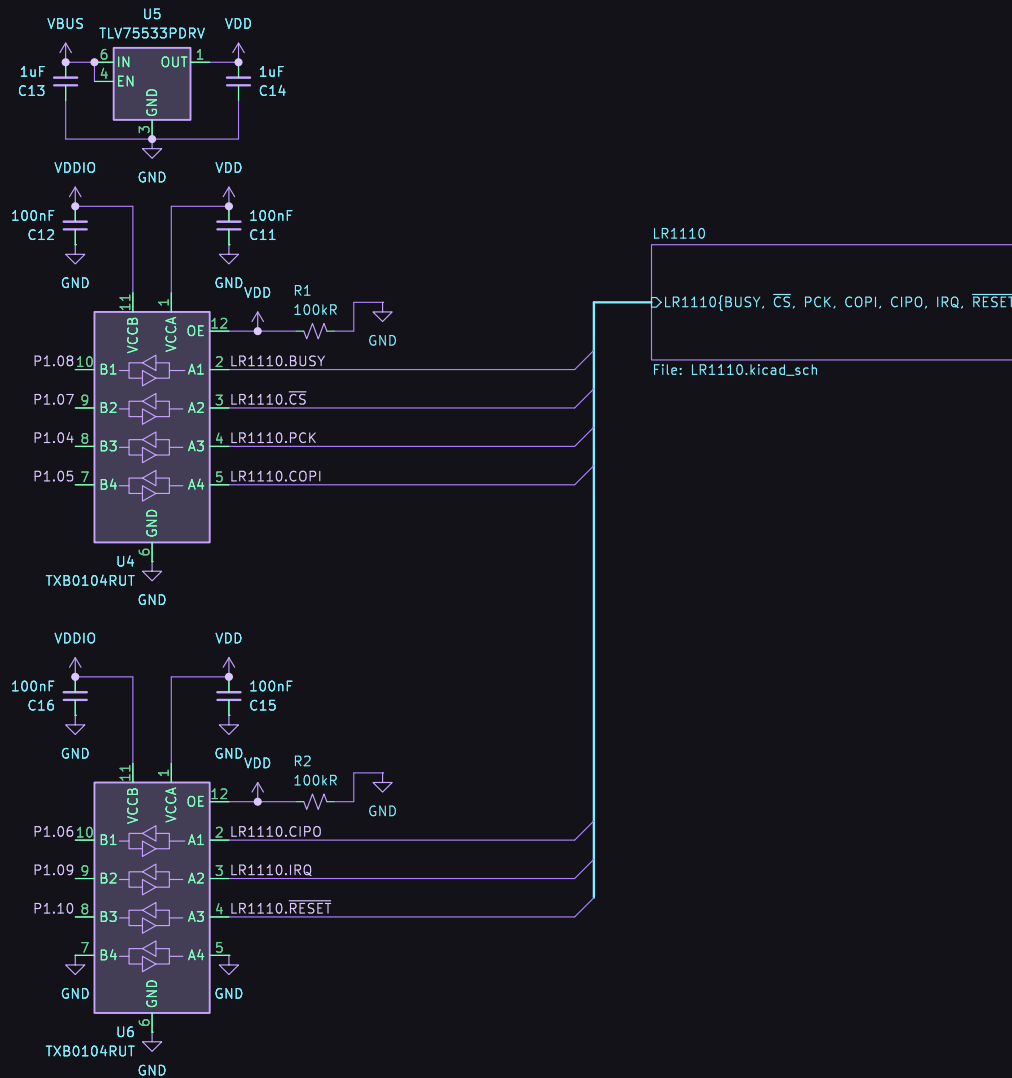 U5
TLV75533PDRV
VBUS
VDD
6 IN
OUT 1
4 EN
GND
3
1uF
C13
1uF
C14
GND
VDDIO
VDD
100nF
C12
100nF
C11
GND
GND
11
1
VCCB
VCCA
OE 12
VDD
R1
100kR
GND
P1.08 10 B1
A1 2 LR1110.BUSY
P1.07 9 B2
A2 3 LR1110.C̅S̅
P1.04 8 B3
A3 4 LR1110.PCK
P1.05 7 B4
A4 5 LR1110.COPI
GND
6
U4
TXB0104RUT
GND
LR1110
LR1110{BUSY, C̅S̅, PCK, COPI, CIPO, IRQ, R̅E̅S̅E̅T̅
File: LR1110.kicad_sch
VDDIO
VDD
100nF
C16
100nF
C15
GND
GND
11
1
VCCB
VCCA
OE 12
VDD
R2
100kR
GND
P1.06 10 B1
A1 2 LR1110.CIPO
P1.09 9 B2
A2 3 LR1110.IRQ
P1.10 8 B3
A3 4 LR1110.R̅E̅S̅E̅T̅
7 B4
A4 5
GND
GND
GND
6
U6
TXB0104RUT
GND